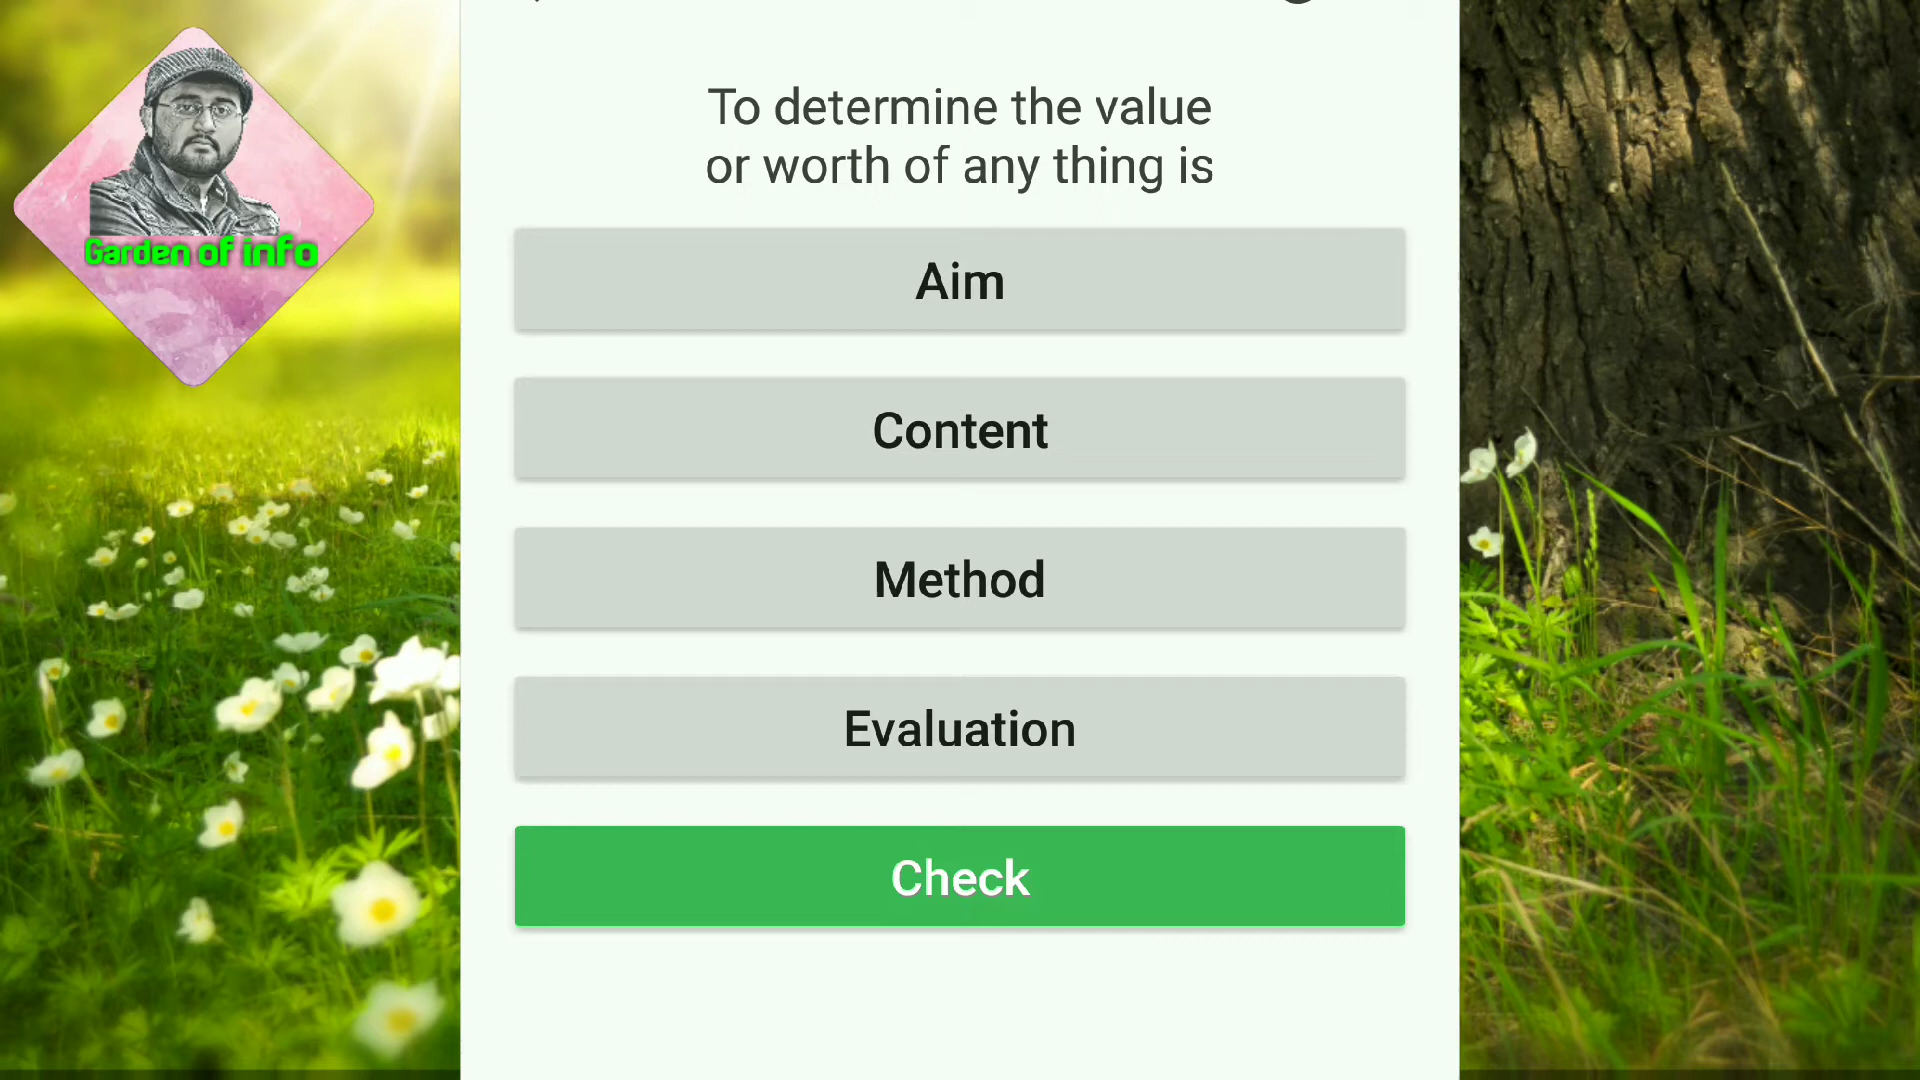 Garden of info
To determine the value
or worth of any thing is
Aim
Content
Method
Evaluation
Check